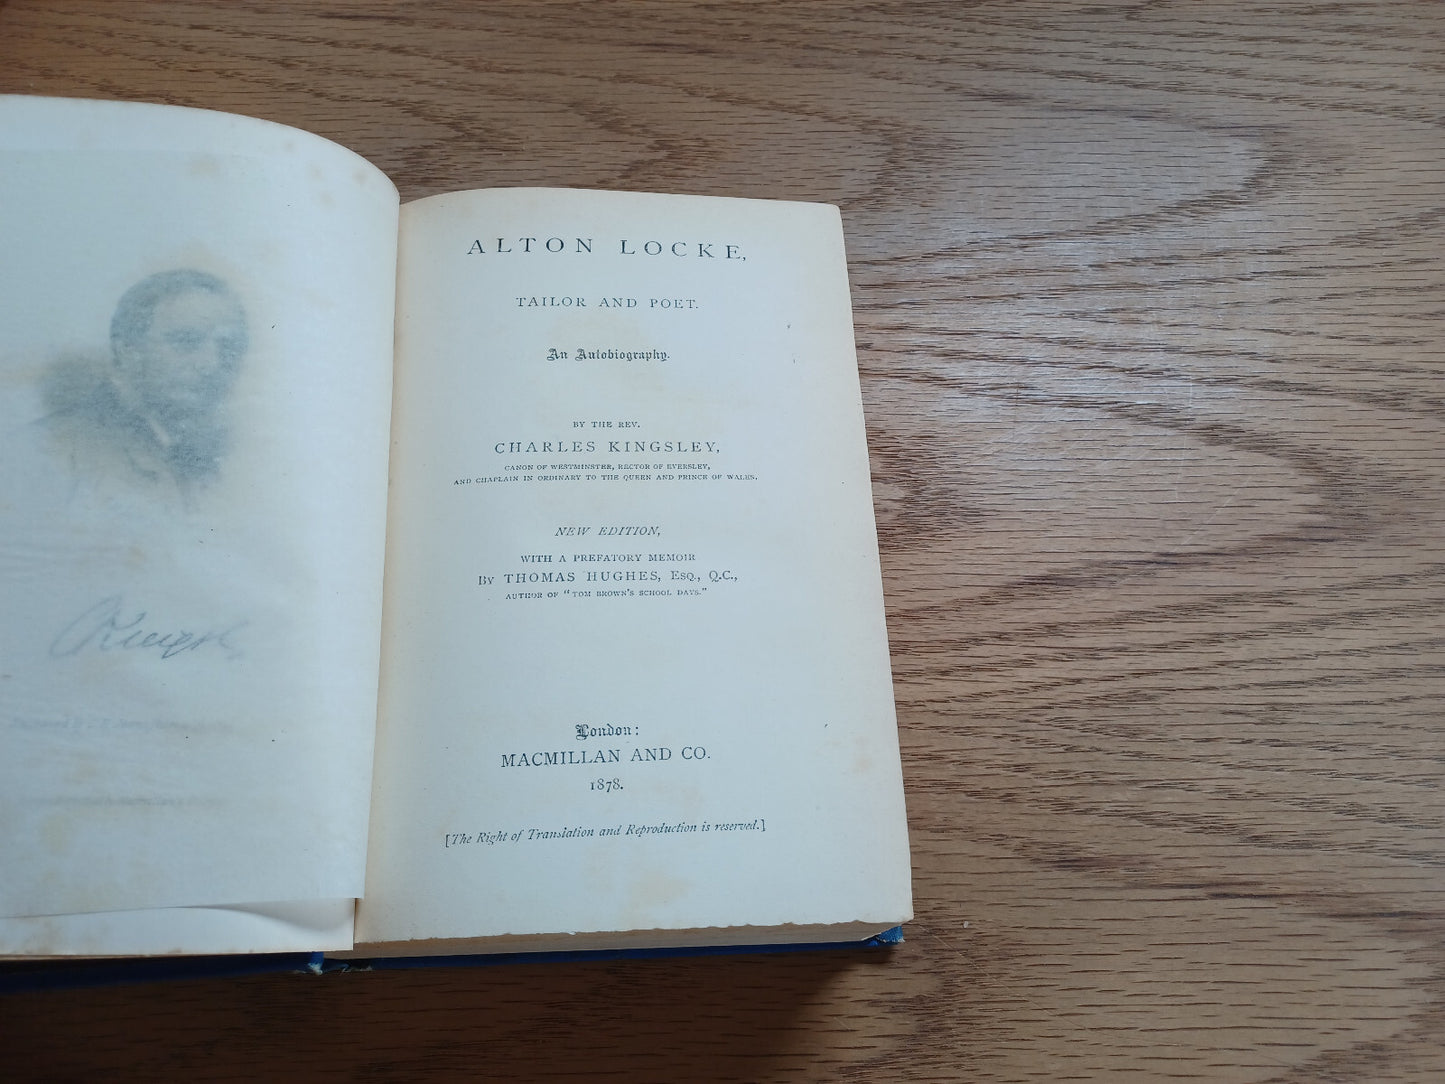 ALTON LOCKE,
TAILOR AND POET.
An Autobiography.
BY THE REV.
CHARLES KINGSLEY,
CANON OF WESTMINSTER, RECTOR OF EVERSLEY,
AND CHAPLAIN IN ORDINARY TO THE QUEEN AND PRINCE OF WALES.
NEW EDITION,
WITH A PREFATORY MEMOIR
BY THOMAS HUGHES, ESQ., Q.C.,
AUTHOR OF "TOM BROWN'S SCHOOL DAYS."
London:
MACMILLAN AND CO.
1878.
[The Right of Translation and Reproduction is reserved.]